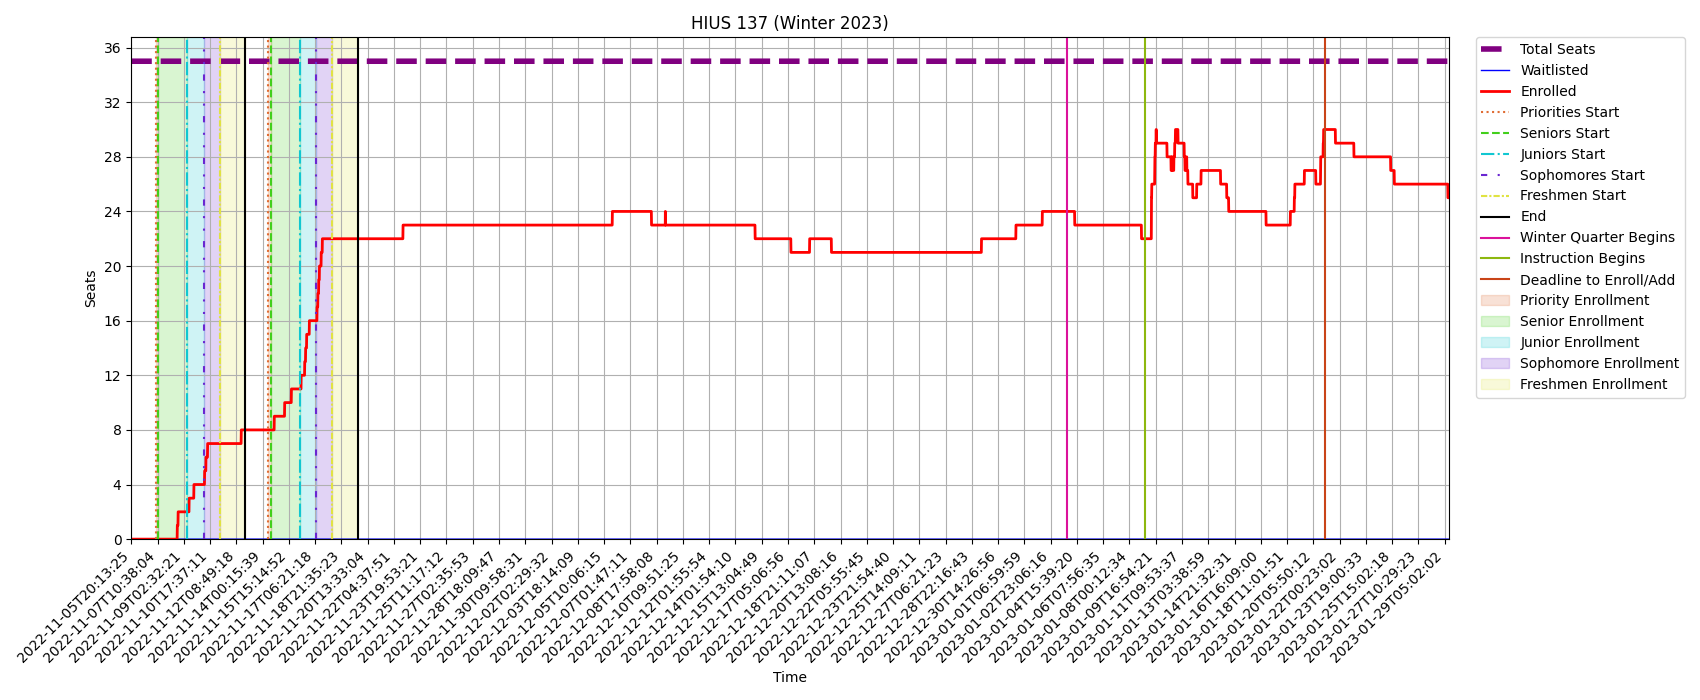 HIUS 137 (Winter 2023)
36
32
28
24
20
16
12
8
4
0
Seats
2022-11-05T20:13:25
2022-11-07T10:38:04
2022-11-09T02:32:21
2022-11-10T17:37:11
2022-11-12T08:49:18
2022-11-14T00:15:39
2022-11-15T15:14:52
2022-11-17T06:21:18
2022-11-18T21:35:23
2022-11-20T13:33:04
2022-11-22T04:37:51
2022-11-23T19:53:21
2022-11-25T11:17:12
2022-11-27T02:35:53
2022-11-28T18:09:47
2022-11-30T09:58:31
2022-12-02T02:29:32
2022-12-03T18:14:09
2022-12-05T10:06:15
2022-12-07T01:47:11
2022-12-08T17:58:08
2022-12-10T09:51:25
2022-12-12T01:55:54
2022-12-14T01:54:10
2022-12-15T13:04:49
2022-12-17T05:06:56
2022-12-18T21:11:07
2022-12-20T13:08:16
2022-12-22T05:55:45
2022-12-23T21:54:40
2022-12-25T14:09:11
2022-12-27T06:21:23
2022-12-28T22:16:43
2022-12-30T14:26:56
2023-01-01T06:59:59
2023-01-02T23:06:16
2023-01-04T15:39:20
2023-01-06T07:56:35
2023-01-08T00:12:34
2023-01-09T16:54:21
2023-01-11T09:53:37
2023-01-13T03:38:59
2023-01-14T21:32:31
2023-01-16T16:09:00
2023-01-18T11:01:51
2023-01-20T05:50:12
2023-01-22T00:23:02
2023-01-23T19:00:33
2023-01-25T15:02:18
2023-01-27T10:29:23
2023-01-29T05:02:02
Time
Total Seats
Waitlisted
Enrolled
Priorities Start
Seniors Start
Juniors Start
Sophomores Start
Freshmen Start
End
Winter Quarter Begins
Instruction Begins
Deadline to Enroll/Add
Priority Enrollment
Senior Enrollment
Junior Enrollment
Sophomore Enrollment
Freshmen Enrollment